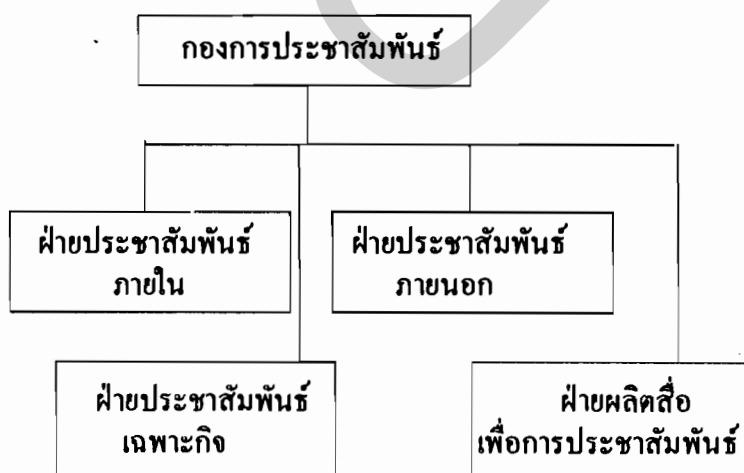 กองการประชาสัมพันธ์
ฝ่ายประชาสัมพันธ์
ภายใน
ฝ่ายประชาสัมพันธ์
ภายนอก
ฝ่ายประชาสัมพันธ์
เฉพาะกิจ
ฝ่ายผลิตสื่อ
เพื่อการประชาสัมพันธ์